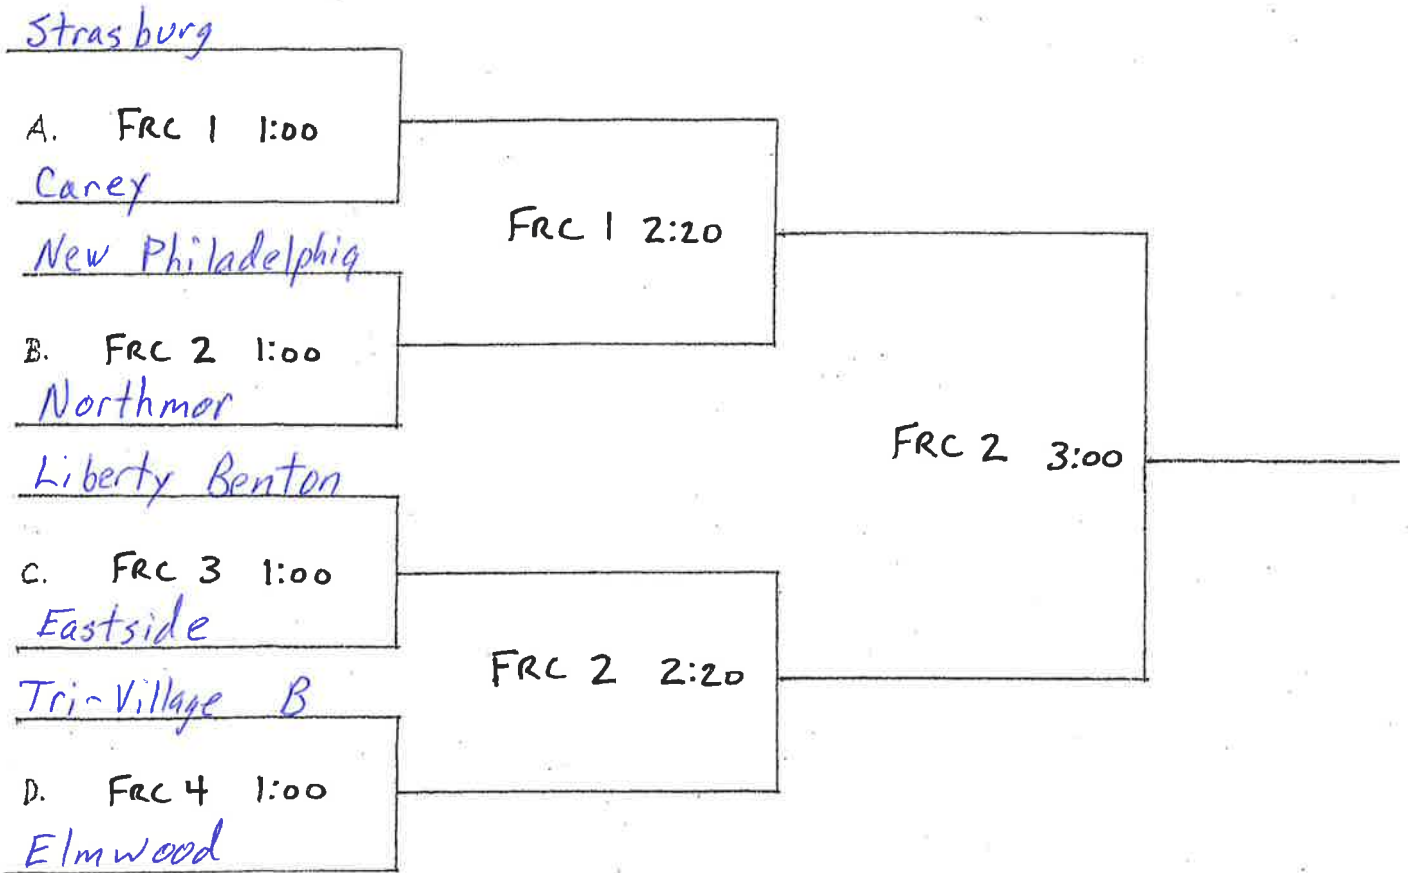 Strasburg
A. FRC 1 1:00
Carey
FRC 1 2:20
New Philadelphia
B. FRC 2 1:00
Northmor
FRC 2 3:00
Liberty Benton
C. FRC 3 1:00
Eastside
FRC 2 2:20
Tri-Village B
D. FRC 4 1:00
Elmwood